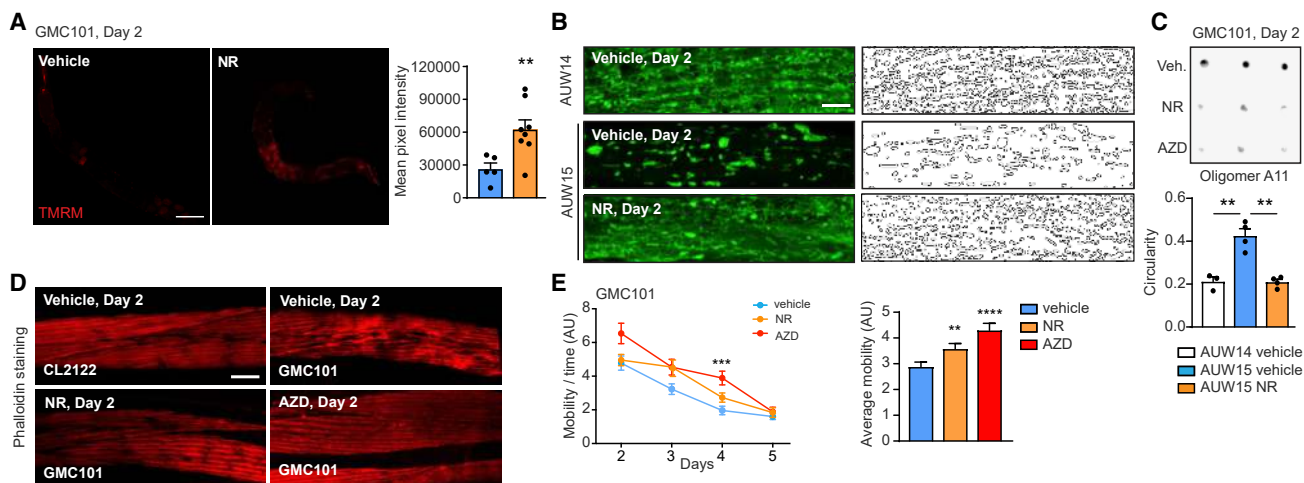 A
GMC101, Day 2
Vehicle
NR
TMRM
Mean pixel intensity
120000
90000
60000
30000
0
**
B
AUW14
AUW15
Vehicle, Day 2
Vehicle, Day 2
NR, Day 2
C
GMC101, Day 2
Veh.
NR
AZD
Oligomer A11
Circularity
0.6
0.4
0.2
0.0
**
**
AUW14 vehicle
AUW15 vehicle
AUW15 NR
D
Phalloidin staining
Vehicle, Day 2
CL2122
Vehicle, Day 2
GMC101
NR, Day 2
GMC101
AZD, Day 2
GMC101
E
GMC101
Mobility / time (AU)
8
6
4
2
0
2
3
4
5
Days
***
vehicle
NR
AZD
Average mobility (AU)
5
4
3
2
1
0
**
****
vehicle
NR
AZD